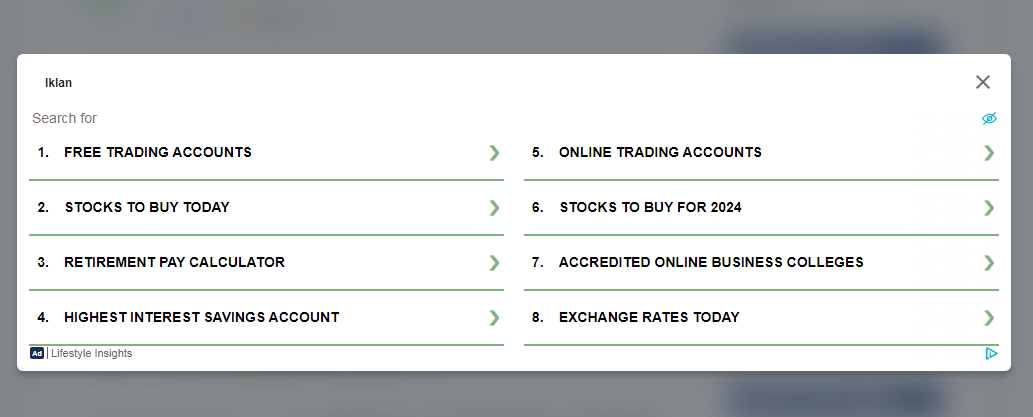 Iklan
Search for
1. FREE TRADING ACCOUNTS
2. STOCKS TO BUY TODAY
3. RETIREMENT PAY CALCULATOR
4. HIGHEST INTEREST SAVINGS ACCOUNT
5. ONLINE TRADING ACCOUNTS
6. STOCKS TO BUY FOR 2024
7. ACCREDITED ONLINE BUSINESS COLLEGES
8. EXCHANGE RATES TODAY
Ad | Lifestyle Insights